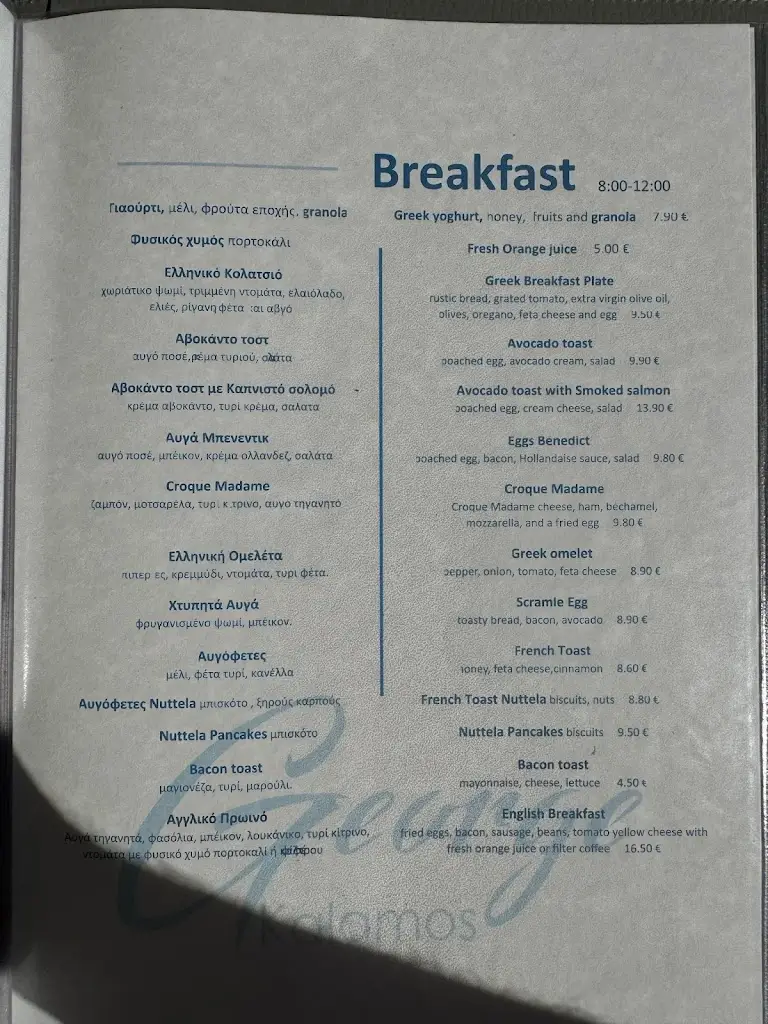 Breakfast 8:00-12:00
Γιαούρτι, μέλι, φρούτα εποχής. granola
Φυσικός χυμός πορτοκάλι
Ελληνικό Κολατσιό
χωριάτικο ψωμί, τριμμένη ντομάτα, ελαιόλαδο,
ελιές, ρίγανη φετα αι αβγό
Αβοκάντο τοστ
αυγό ποσέ, τυριού,
Αβοκάντο τοστ με Καπνιστό σολομό
κρέμα αβοκάντο, τυρί κρέμα, σαλατα
Αυγά Μπενεντικ
αυγό ποσέ, μπέικον, κρέμα ολλανδεζ, σαλάτα
Croque Madame
ζαμπόν, μοτσαρέλα, τυρι κιτρινο, αυγο τηγανητό
Ελληνική Ομελέτα
πιπεριες, κρεμμύδι, ντομάτα, τυρι φέτα.
Χτυπητά Αυγά
φρυγανισμένο ψωμί, μπέικον.
Αυγόφετες
μέλι, φέτα τυρί, κανέλλα
Αυγόφετες Nuttela μπισκότο , ξηρούς καρπούς
Nuttela Pancakes μπισκότο
Bacon toast
μαγιονέζα, τυρί, μαρούλι.
Αγγλικό Πρωινό
Αυγά τηγανητά, φασόλια, μπέικον, λουκάνικο, τυρί κίτρινο,
ντομάτα με φυσικό χυμό πορτοκαλί ή
Greek yoghurt, honey, fruits and granola 7.90 €
Fresh Orange juice 5.00 €
Greek Breakfast Plate
rustic bread, grated tomato, extra virgin olive oil,
olives, oregano, feta cheese and egg 9.50 €
Avocado toast
poached egg, avocado cream, salad 9.90 €
Avocado toast with Smoked salmon
poached egg, cream cheese, salad 13.90 €
Eggs Benedict
poached egg, bacon, Hollandaise sauce, salad 9.80 €
Croque Madame
Croque Madame cheese, ham, bechamel,
mozzarella, and a fried egg 9.80 €
Greek omelet
pepper, onion, tomato, feta cheese 8.90 €
Scramle Egg
toasty bread, bacon, avocado 8.90 €
French Toast
honey, feta cheese,cinnamon 8.60 €
French Toast Nuttela biscuits, nuts 8.80 €
Nuttela Pancakes biscuits 9.50 €
Bacon toast
mayonnaise, cheese, lettuce 4.50 €
English Breakfast
fried eggs, bacon, sausage, beans, tomato yellow cheese with
fresh orange juice or filter coffee 16.50 €
George
Kalamos